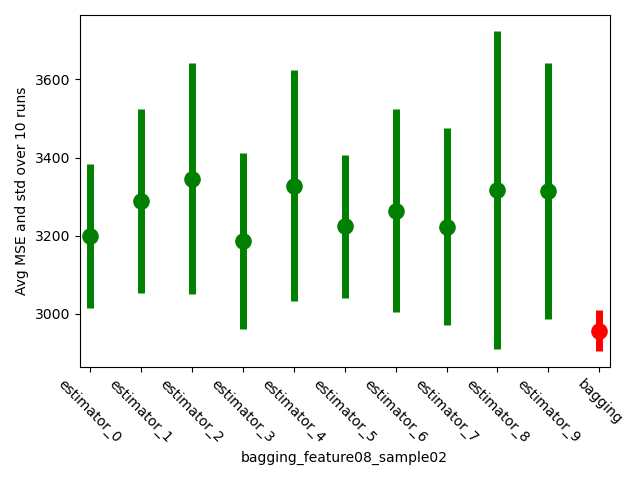 Avg MSE and std over 10 runs
3600
3400
3200
3000
estimator_0
estimator_1
estimator_2
estimator_3
estimator_4
estimator_5
estimator_6
estimator_7
estimator_8
estimator_9
bagging
bagging_feature08_sample02